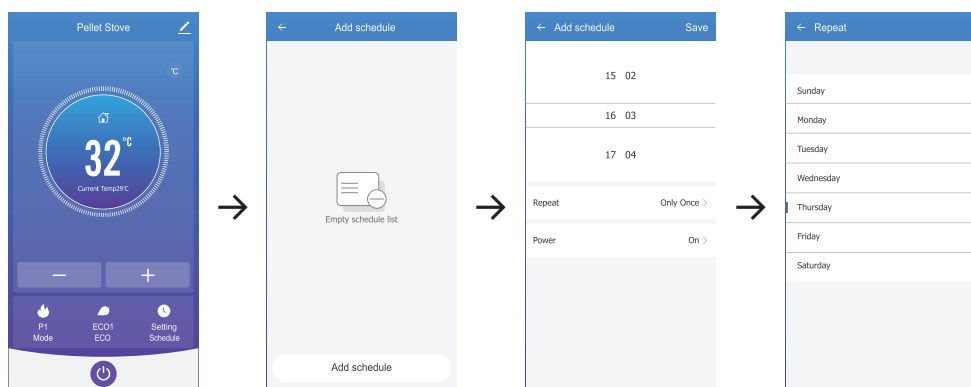 Pellet Stove
°C
32°C
Current Temp29℃
P1
Mode
ECO1
ECO
Setting
Schedule
Add schedule
Empty schedule list
Add schedule
Add schedule Save
15 02
16 03
17 04
Repeat Only Once
Power On
Repeat
Sunday
Monday
Tuesday
Wednesday
Thursday
Friday
Saturday